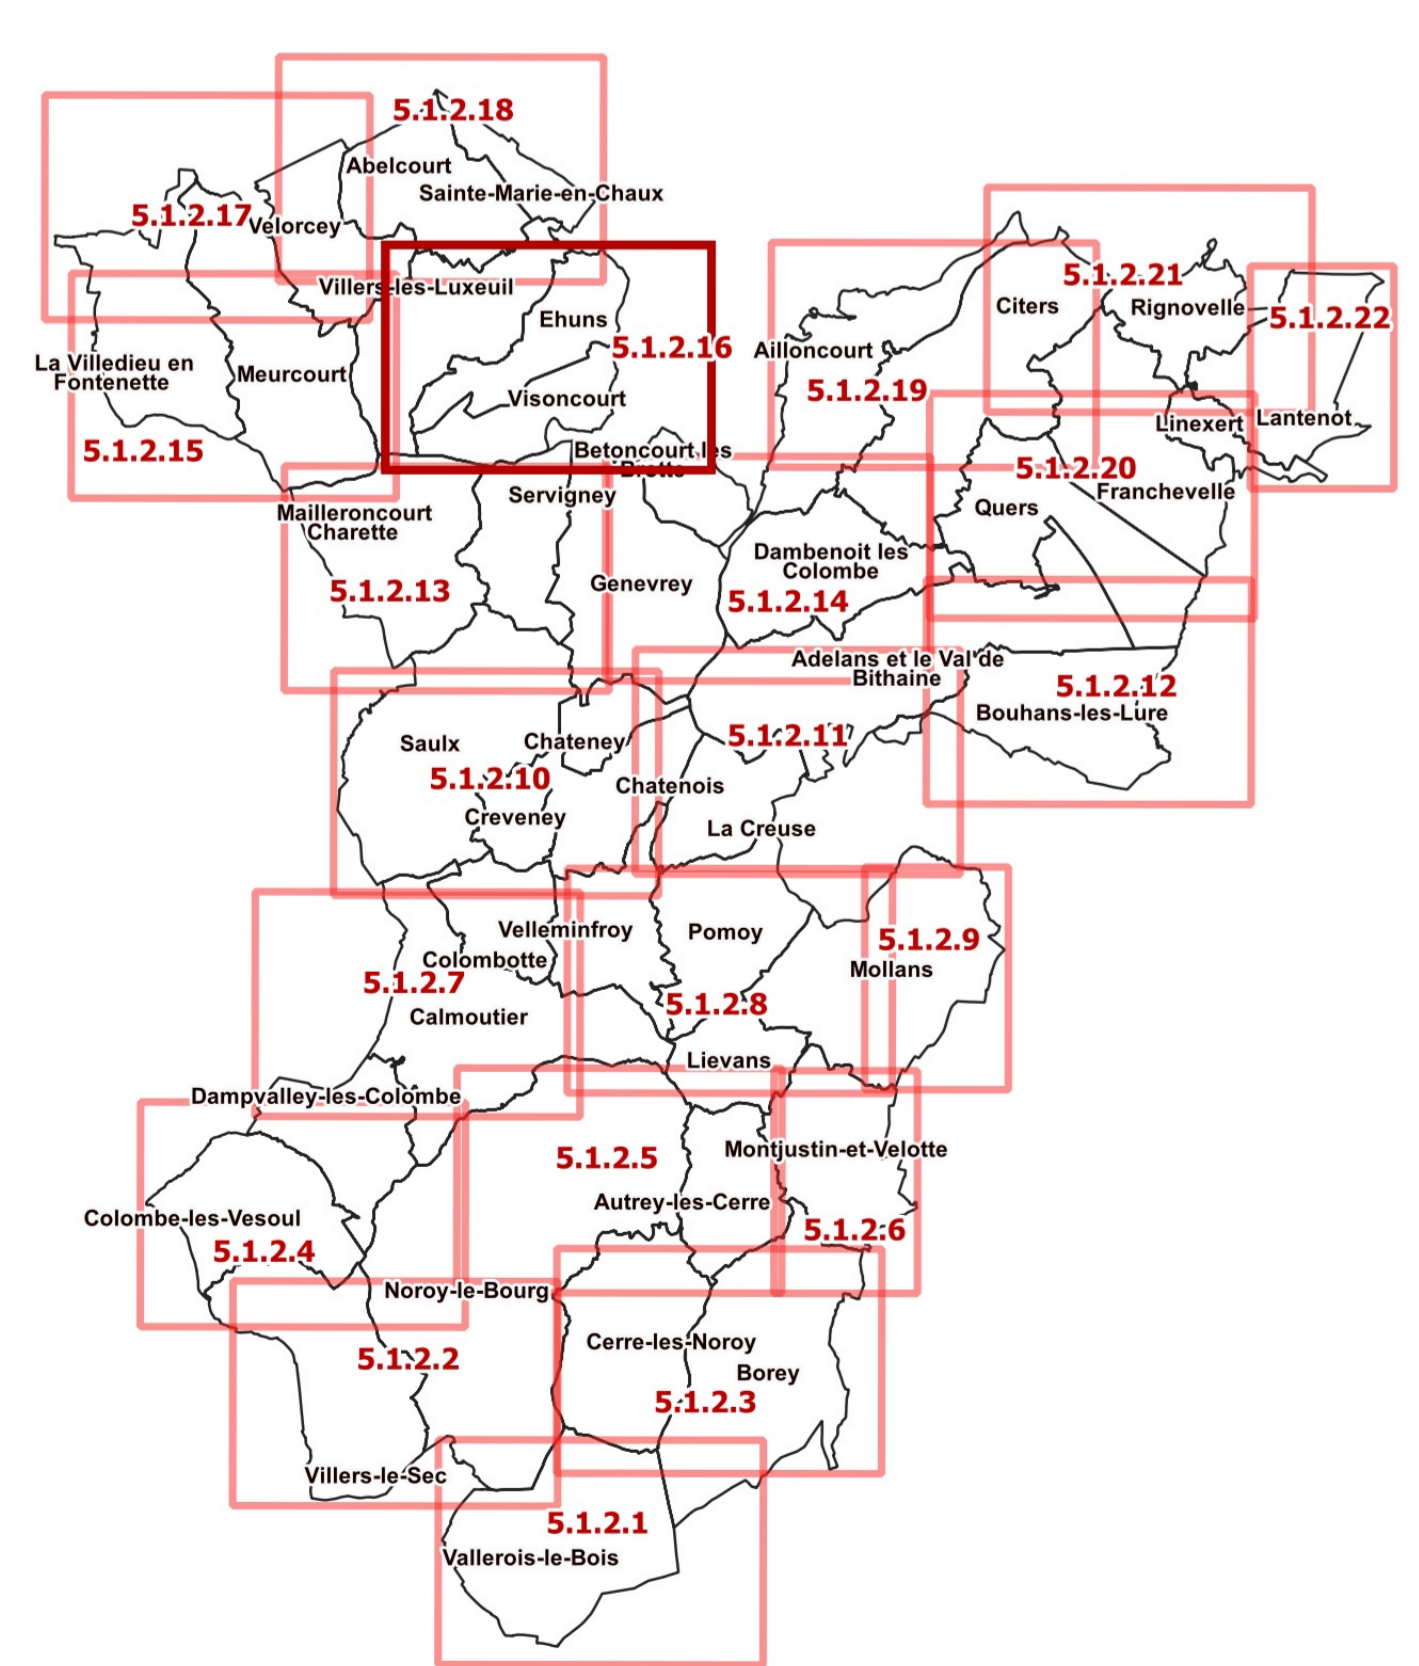 5.1.2.18
Abelcourt
Sainte-Marie-en-Chaux
5.1.2.17
Velorcey
Villers-les-Luxeuil
Ehuns
5.1.2.16
La Villedieu en
Fontenette
Meurcourt
Visoncourt
5.1.2.15
Betoncourt les
Brotte
5.1.2.21
Citers
Rignovelle
5.1.2.22
Ailloncourt
5.1.2.19
Linexert
Lantenot
5.1.2.20
Franchevelle
Quers
Servigney
Mailleroncourt
Charette
5.1.2.13
Genevrey
Dambenoit les
Colombe
5.1.2.14
Adelans et le Val de
Bithaine
5.1.2.12
Bouhans-les-Lure
5.1.2.11
Saulx
Chateney
5.1.2.10
Chatenois
Creveney
La Creuse
Velleminfroy
Pomoy
5.1.2.9
Mollans
Colombotte
5.1.2.7
Calmoutier
5.1.2.8
Lievans
Dampvalley-les-Colombe
5.1.2.5
Montjustin-et-Velotte
Autrey-les-Cerre
5.1.2.6
Colombe-les-Vesoul
5.1.2.4
Noroy-le-Bourg
Cerre-les-Noroy
5.1.2.2
Borey
5.1.2.3
Villers-le-Sec
5.1.2.1
Vallerois-le-Bois